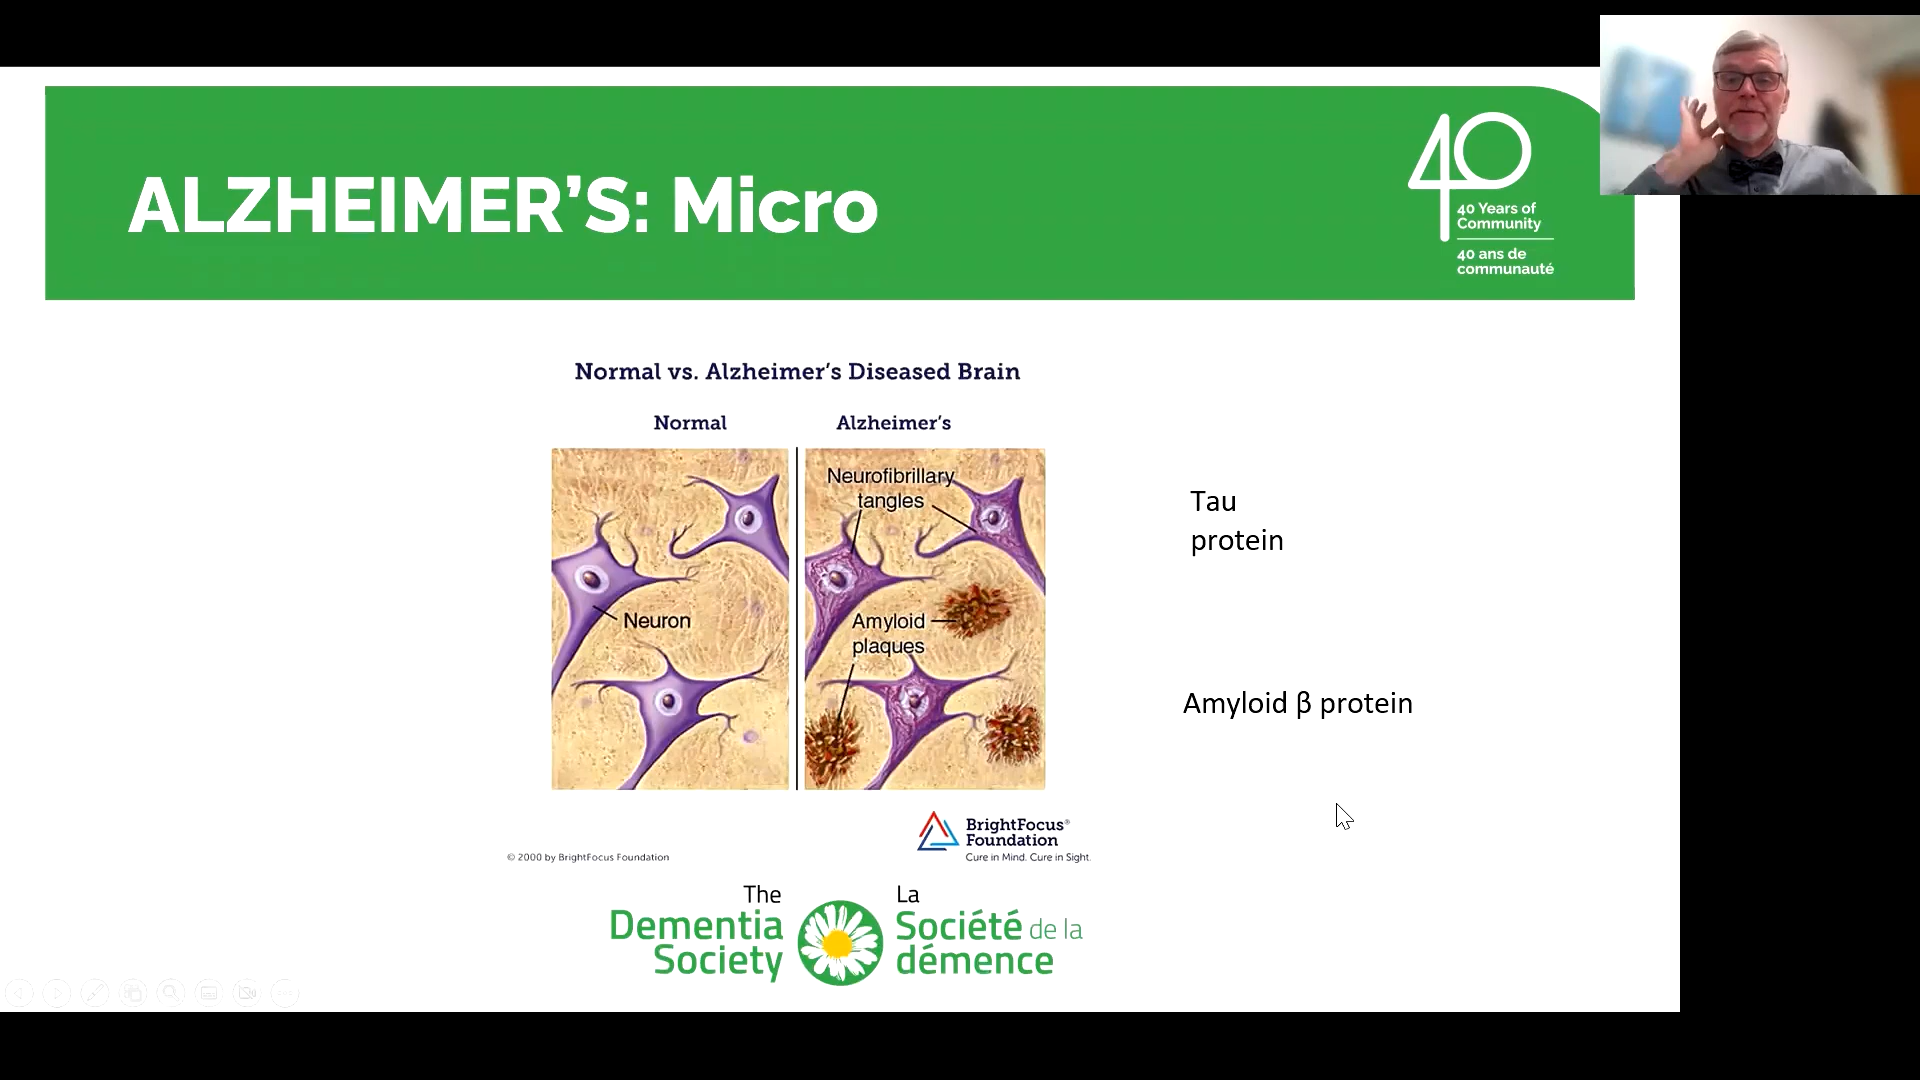 ALZHEIMER’S: Micro
40
40 Years of
Community
40 ans de
communauté
Normal vs. Alzheimer’s Diseased Brain
Normal
Alzheimer’s
Neurofibrillary
tangles
Neuron
Amyloid
plaques
Tau
protein
Amyloid β protein
BrightFocus®
Foundation
Cure in Mind. Cure in Sight.
© 2000 by BrightFocus Foundation
The
Dementia
Society
La
Société de la
démence